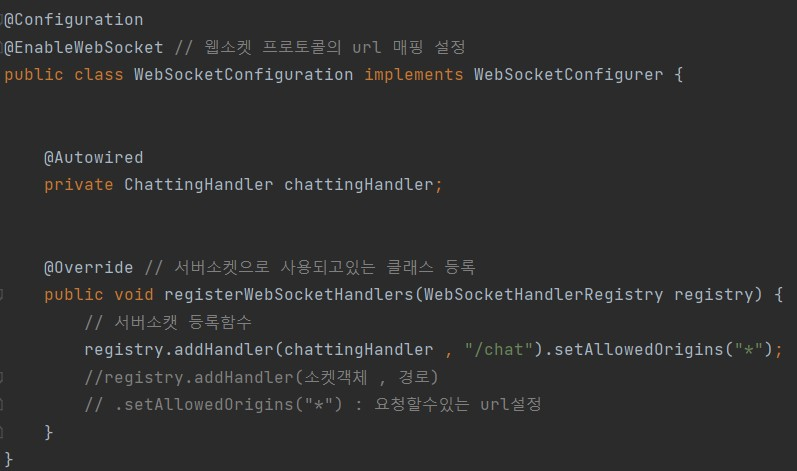 @Configuration
@EnableWebSocket // 웹소켓 프로토콜의 url 매핑 설정
public class WebSocketConfiguration implements WebSocketConfigurer {
@Autowired
private ChattingHandler chattingHandler;
@Override // 서버소켓으로 사용되고있는 클래스 등록
public void registerWebSocketHandlers(WebSocketHandlerRegistry registry) {
// 서버소캣 등록함수
registry.addHandler(chattingHandler , "/chat").setAllowedOrigins("*");
//registry.addHandler(소켓객체 , 경로)
// .setAllowedOrigins("*") : 요청할수있는 url설정
}
}